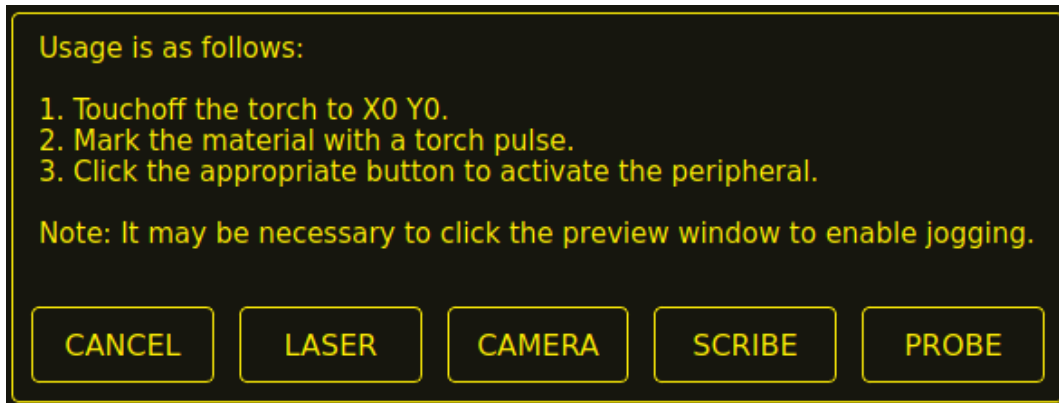 Usage is as follows:
1. Touchoff the torch to X0 Y0.
2. Mark the material with a torch pulse.
3. Click the appropriate button to activate the peripheral.
Note: It may be necessary to click the preview window to enable jogging.
CANCEL LASER CAMERA SCRIBE PROBE